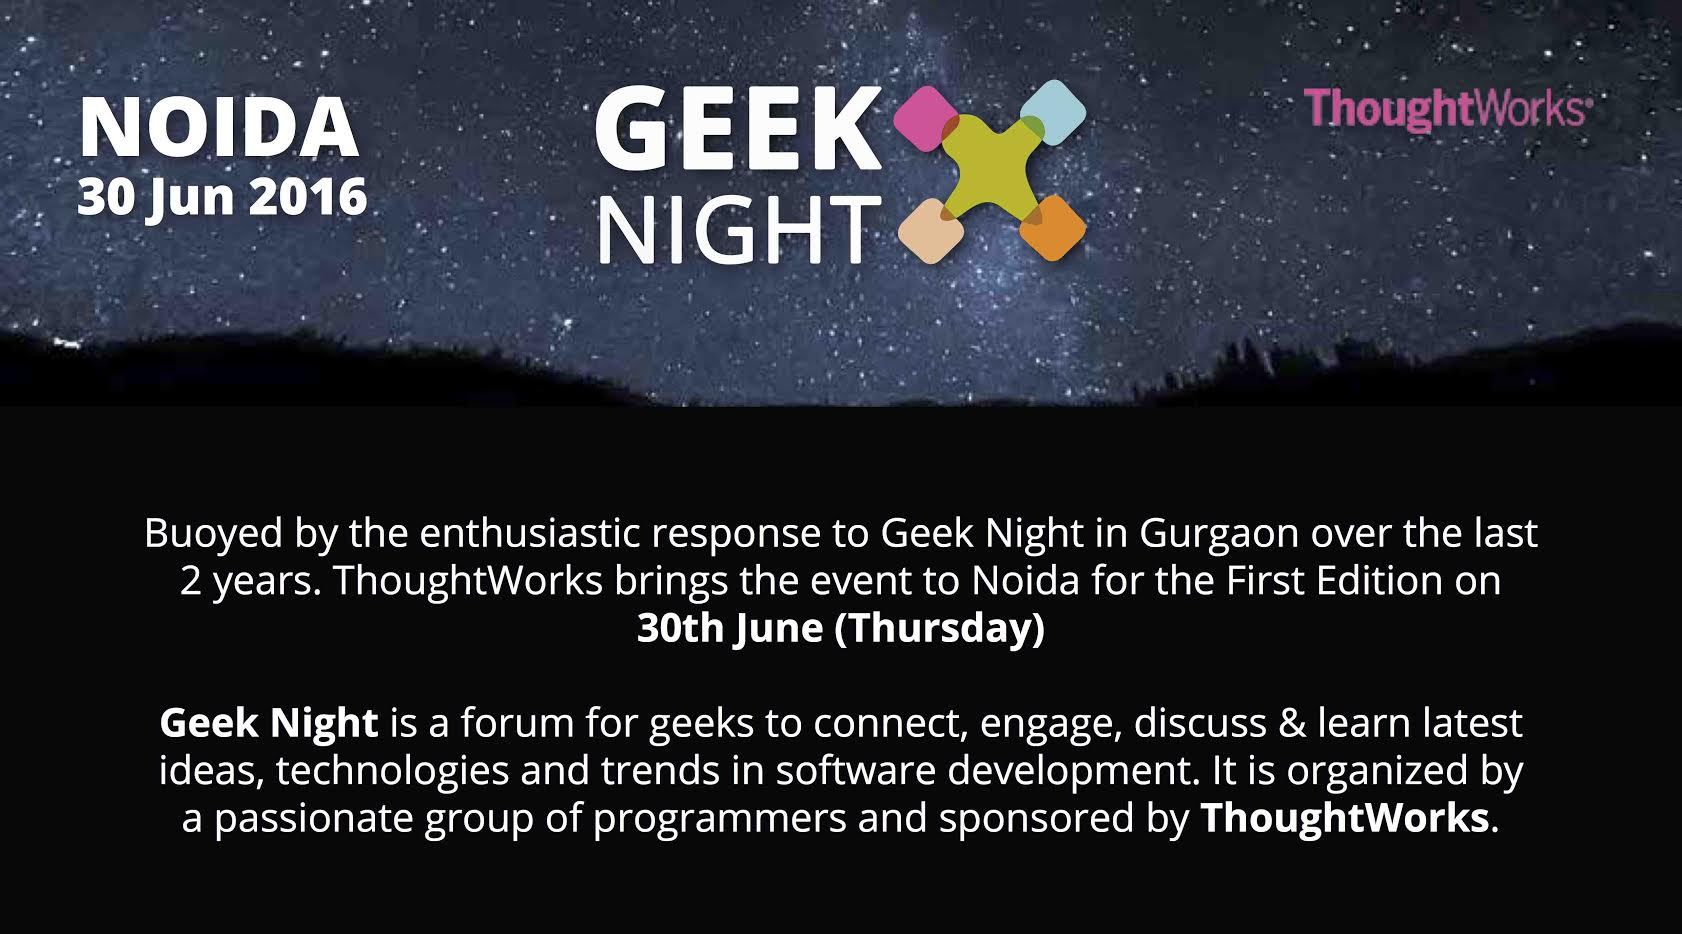 NOIDA
30 Jun 2016
GEEK
NIGHT
ThoughtWorks®
Buoyed by the enthusiastic response to Geek Night in Gurgaon over the last
2 years. ThoughtWorks brings the event to Noida for the First Edition on
30th June (Thursday)
Geek Night is a forum for geeks to connect, engage, discuss & learn latest
ideas, technologies and trends in software development. It is organized by
a passionate group of programmers and sponsored by ThoughtWorks.